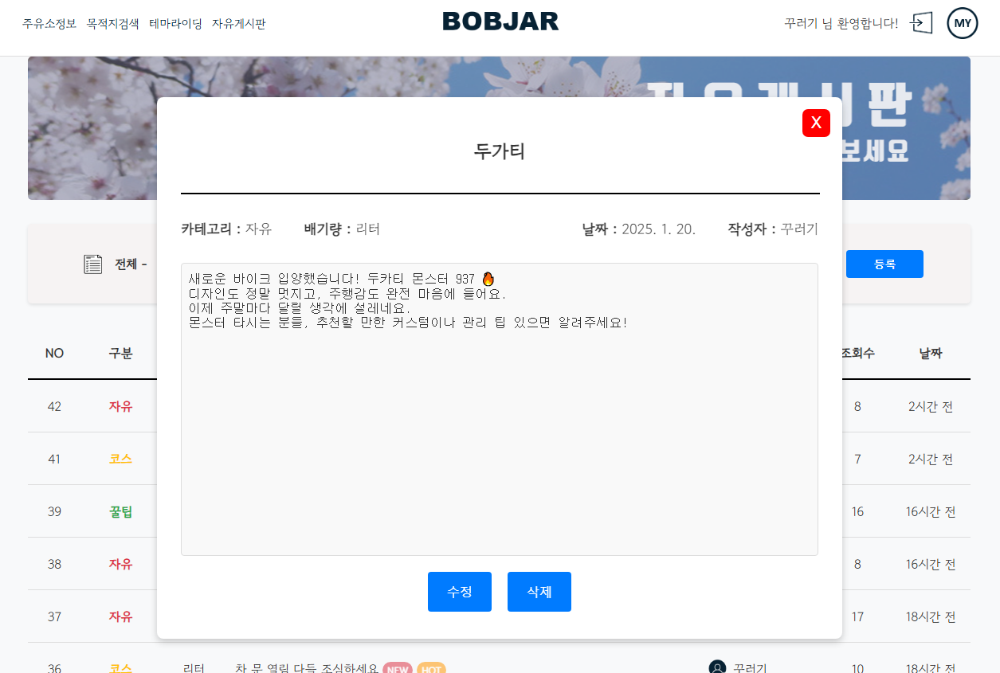 주유소정보 목적지검색 테마라이딩 자유게시판
BOBJAR
꾸러기 님 환영합니다!
MY
자유게시판
보세요
X
두가티
카테고리 : 자유 배기량 : 리터 날짜 : 2025. 1. 20. 작성자 : 꾸러기
새로운 바이크 입양했습니다! 두카티 몬스터 937 🔥
디자인도 정말 멋지고, 주행감도 완전 마음에 들어요.
이제 주말마다 달릴 생각에 설레네요.
몬스터 타시는 분들, 추천할 만한 커스텀이나 관리 팁 있으면 알려주세요!
수정 삭제
전체 -
등록
NO 구분 조회수 날짜
42 자유 8 2시간 전
41 코스 7 2시간 전
39 꿀팁 16 16시간 전
38 자유 8 16시간 전
37 자유 17 18시간 전
36 코스 리터 차 문 열림 다들 조심하세요 NEW HOT 꾸러기 10 18시간 전